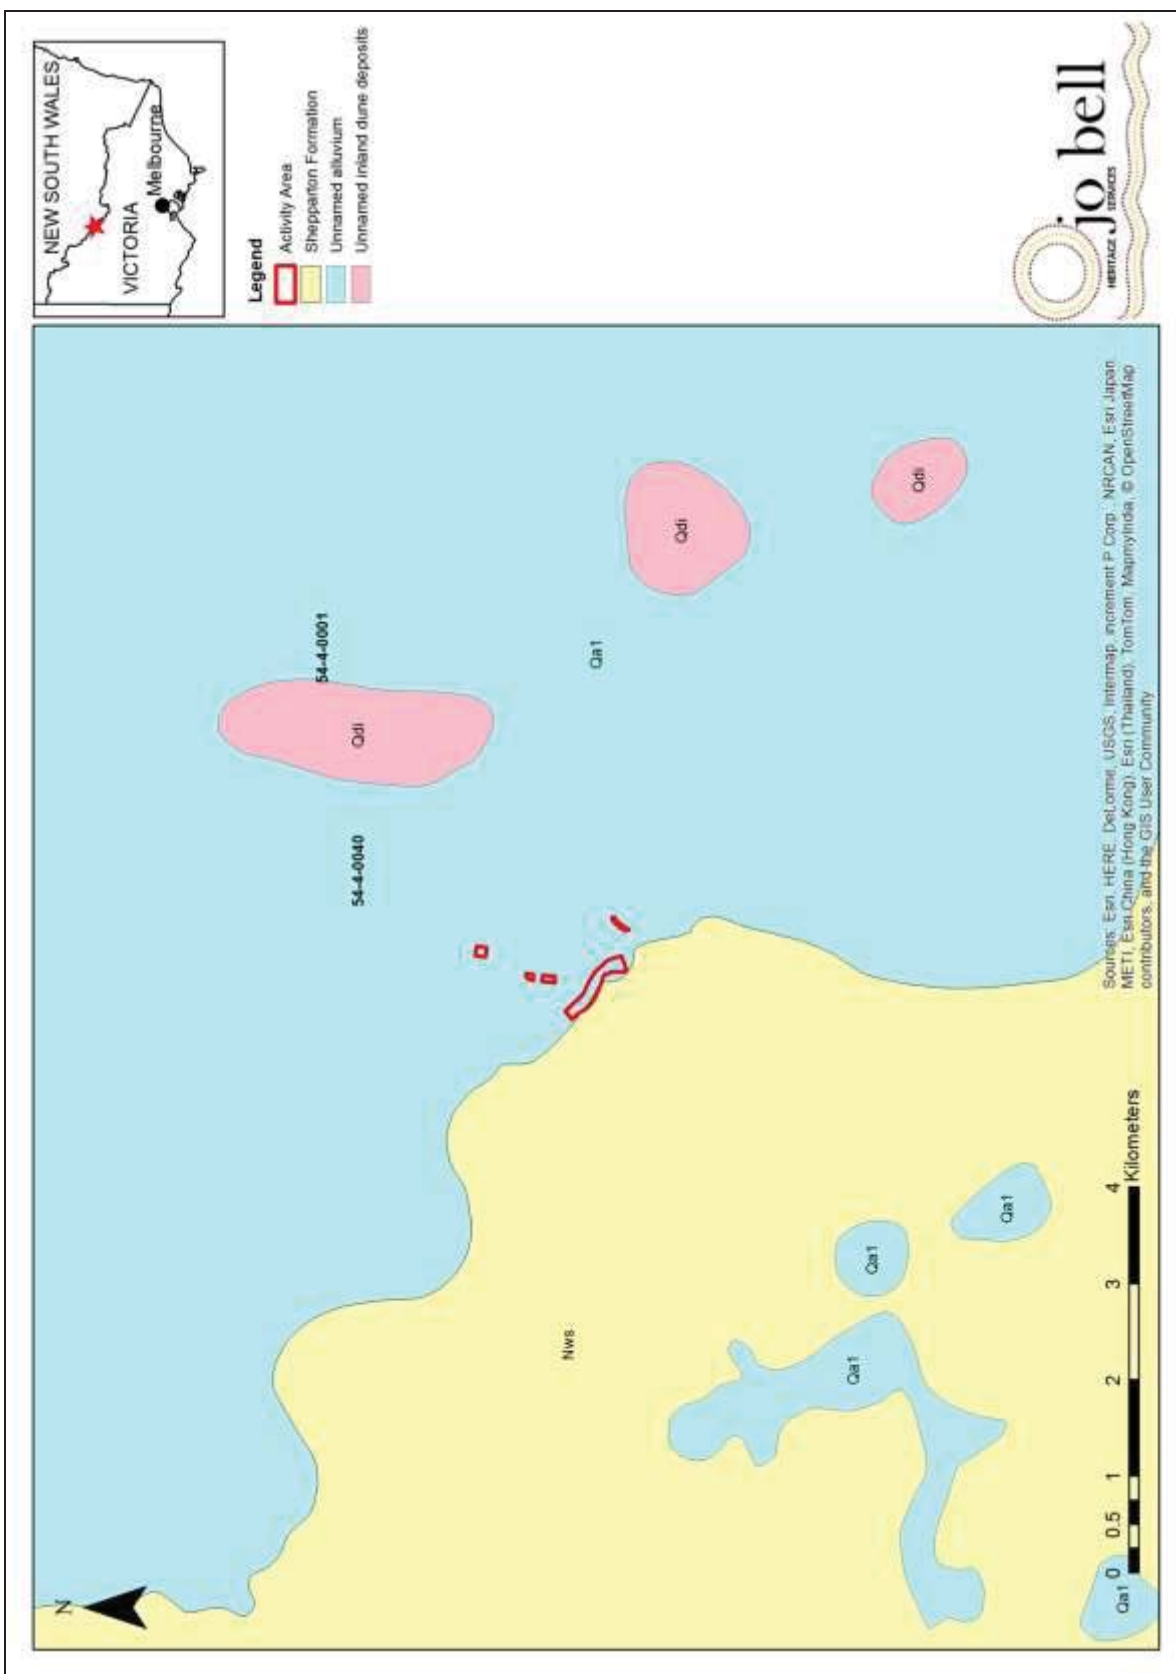 NEW SOUTH WALES
VICTORIA
Melbourne
Legend
Activity Area
Shepparton Formation
Unnamed alluvium
Unnamed inland dune deposits
N
54-4-0001
Qdi
54-4-0040
Qa1
Qdi
Qdi
Nws
Qa1
Qa1
Qa1
Qa1
0 0.5 1 2 3 4
Kilometers
Sources: Esri, HERE, DeLorme, USGS, Intermap, increment P Corp., NRCAN, Esri Japan,
METI, Esri China (Hong Kong), Esri (Thailand), TomTom, MapmyIndia, © OpenStreetMap
contributors, and the GIS User Community
jo bell
HERITAGE SERVICES